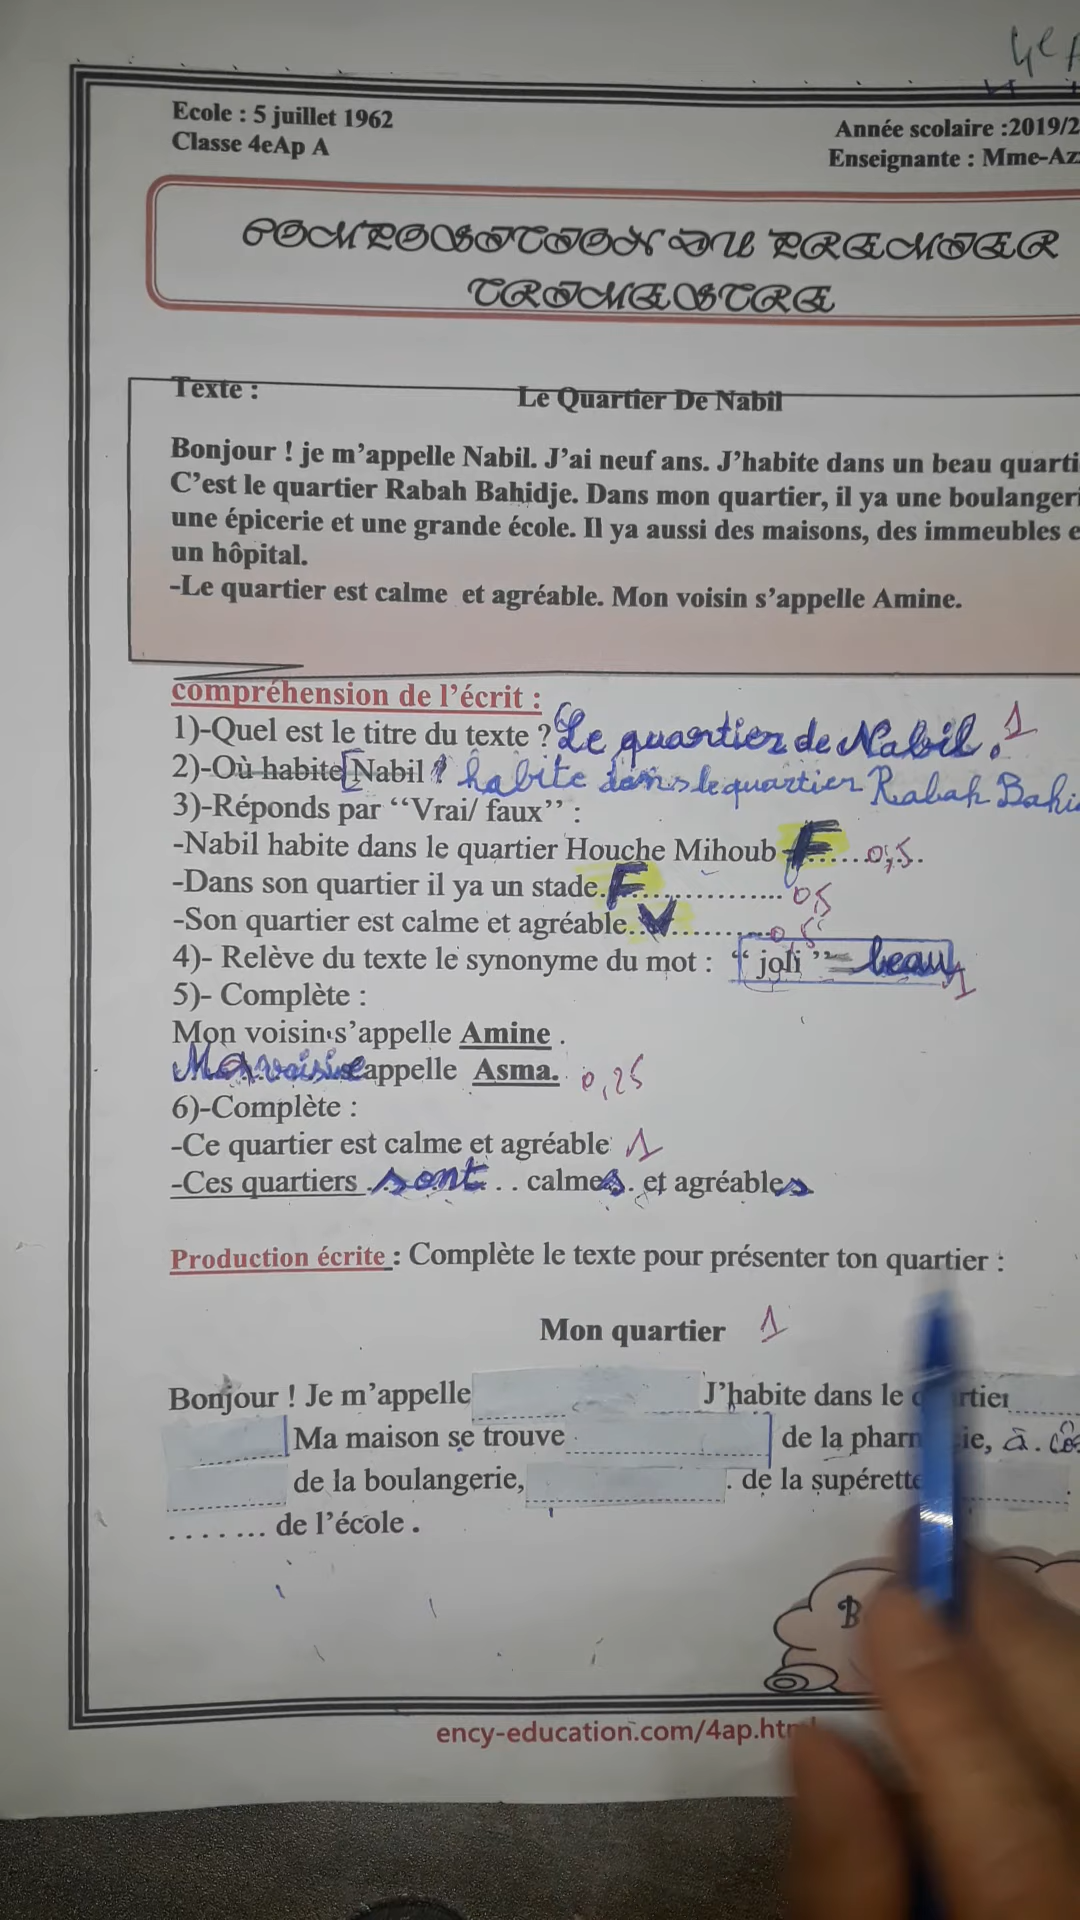 4e
Ecole : 5 juillet 1962
Année scolaire :2019/2
Classe 4eAp A
Enseignante : Mme-Az
COMPOSITION DU PREMIER
TRIMESTRE
Texte :
Le Quartier De Nabil
Bonjour ! je m’appelle Nabil. J’ai neuf ans. J’habite dans un beau quarti
C’est le quartier Rabah Bahidje. Dans mon quartier, il ya une boulangeri
une épicerie et une grande école. Il ya aussi des maisons, des immeubles e
un hôpital.
-Le quartier est calme et agréable. Mon voisin s’appelle Amine.
compréhension de l’écrit :
1)-Quel est le titre du texte ? Le quartier de Nabil. 1
2)-Où habite Nabil ? habite dans le quartier Rabah Bahi
3)-Réponds par “Vrai/ faux” :
-Nabil habite dans le quartier Houche Mihoub F...... 0,5.
-Dans son quartier il ya un stade. F............... 0,5
-Son quartier est calme et agréable.. V.......... 0,5
4)- Relève du texte le synonyme du mot : “ joli ” = beau 1
5)- Complète :
Mon voisin s’appelle Amine .
Ma voisine appelle Asma. 0,25
6)-Complète :
-Ce quartier est calme et agréable 1
-Ces quartiers . sont . . calmes. et agréables
Production écrite : Complète le texte pour présenter ton quartier :
Mon quartier 1
Bonjour ! Je m’appelle J’habite dans le
Ma maison se trouve de la à.
de la boulangerie, . de la supérette
....... de l’école .
B
ency-education.com/4ap.htm